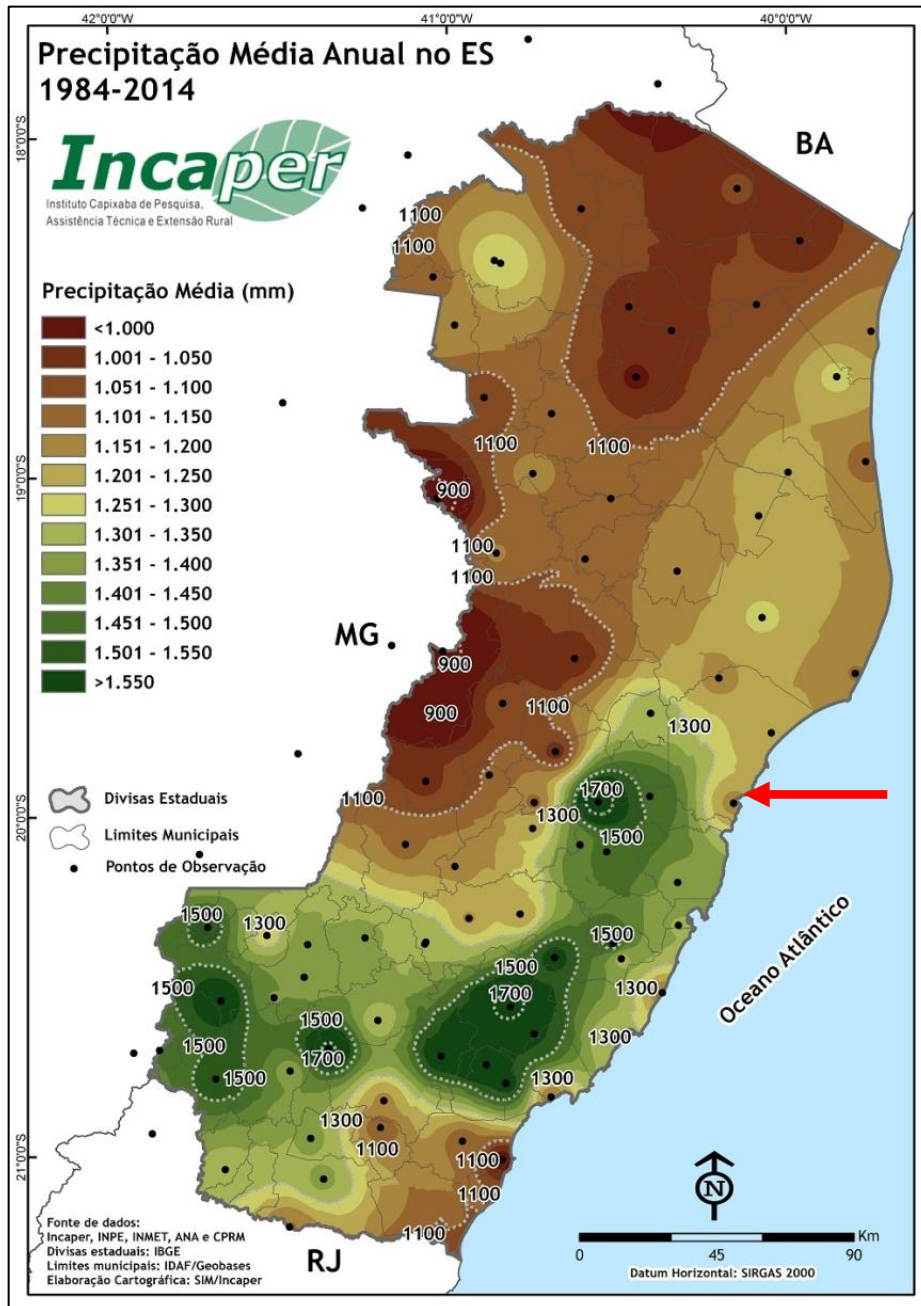 42°0'0"W
41°0'0"W
40°0'0"W
Precipitação Média Anual no ES
1984-2014
Incaper
Instituto Capixaba de Pesquisa,
Assistência Técnica e Extensão Rural
BA
18°0'0"S
1100
1100
Precipitação Média (mm)
<1.000
1.001 - 1.050
1.051 - 1.100
1.101 - 1.150
1.151 - 1.200
1.201 - 1.250
1.251 - 1.300
1.301 - 1.350
1.351 - 1.400
1.401 - 1.450
1.451 - 1.500
1.501 - 1.550
>1.550
1100
1100
19°0'0"S
900
1100
1100
MG
900
900
1100
1300
1100
1700
1300
1500
20°0'0"S
Divisas Estaduais
Limites Municipais
Pontos de Observação
1500
1300
1500
1500
1700
1500
1300
1500
1500
1700
1500
1300
1300
1300
1100
1100
1100
1100
21°0'0"S
Oceano Atlântico
N
Km
0
45
90
Datum Horizontal: SIRGAS 2000
Fonte de dados:
Incaper, INPE, INMET, ANA e CPRM
Divisas estaduais: IBGE
Limites municipais: IDAF/Geobases
Elaboração Cartográfica: SIM/Incaper
RJ